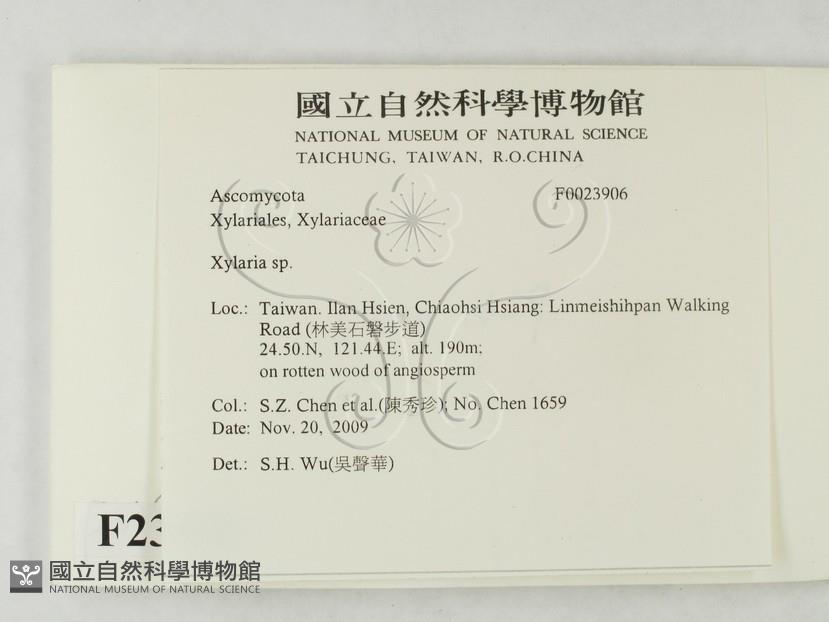 國立自然科學博物館
NATIONAL MUSEUM OF NATURAL SCIENCE
TAICHUNG, TAIWAN, R.O.CHINA
Ascomycota F0023906
Xylariales, Xylariaceae
Xylaria sp.
Loc.: Taiwan. Ilan Hsien, Chiaohsi Hsiang: Linmeishihpan Walking
Road (林美石磐步道)
24.50.N, 121.44.E; alt. 190m;
on rotten wood of angiosperm
Col.: S.Z. Chen et al.(陳秀珍); No. Chen 1659
Date: Nov. 20, 2009
Det.: S.H. Wu(吳聲華)
F23
國立自然科學博物館
NATIONAL MUSEUM OF NATURAL SCIENCE